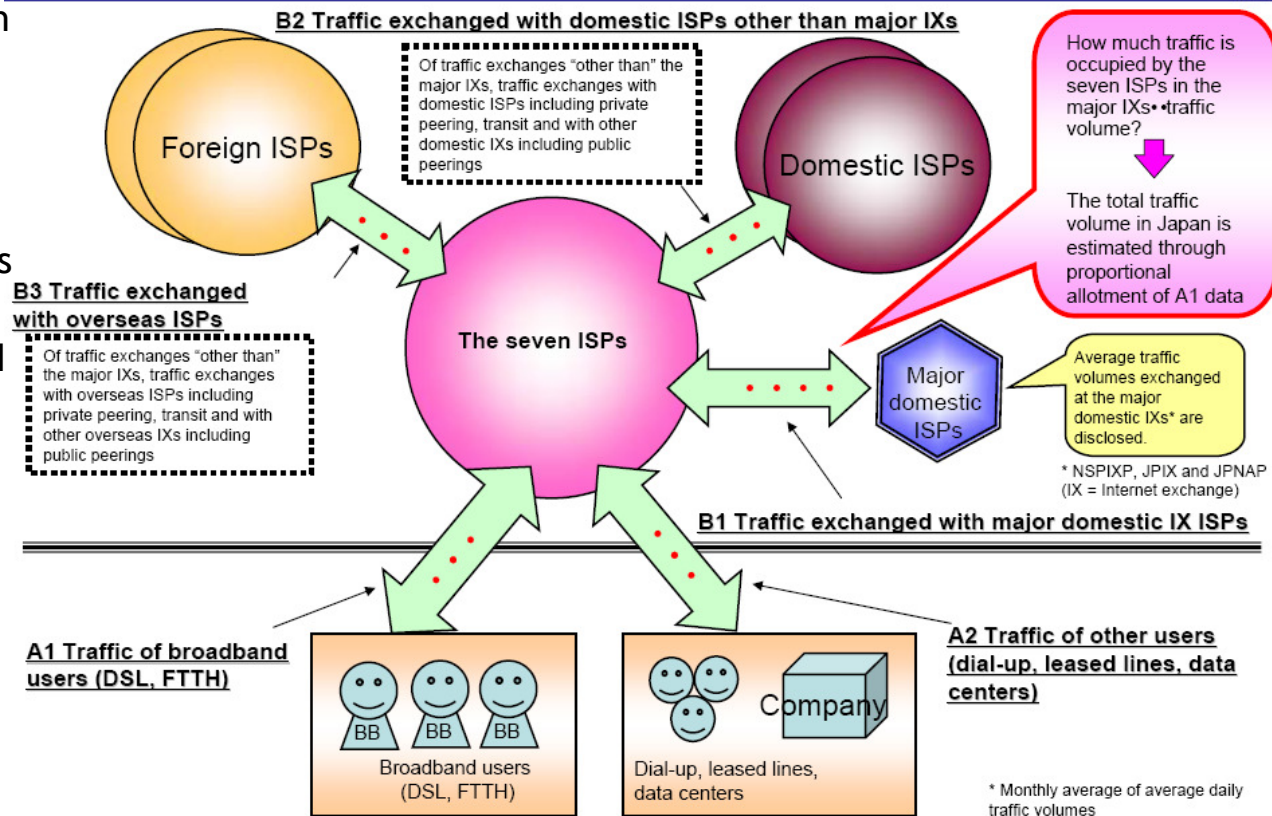 n
B2 Traffic exchanged with domestic ISPs other than major IXs
Of traffic exchanges “other than” the
major IXs, traffic exchanges with
domestic ISPs including private
peering, transit and with other
domestic IXs including public
peerings
How much traffic is
occupied by the
seven ISPs in the
major IXs••traffic
volume?
The total traffic
volume in Japan is
estimated through
proportional
allotment of A1 data
Foreign ISPs
Domestic ISPs
s
B3 Traffic exchanged
with overseas ISPs
d
Of traffic exchanges “other than”
the major IXs, traffic exchanges
with overseas ISPs including
private peering, transit and with
other overseas IXs including
public peerings
The seven ISPs
Major
domestic
ISPs
Average traffic
volumes exchanged
at the major
domestic IXs* are
disclosed.
* NSPIXP, JPIX and JPNAP
(IX = Internet exchange)
B1 Traffic exchanged with major domestic IX ISPs
A1 Traffic of broadband
users (DSL, FTTH)
BB BB BB
Broadband users
(DSL, FTTH)
Company
Dial-up, leased lines,
data centers
A2 Traffic of other users
(dial-up, leased lines, data
centers)
* Monthly average of average daily
traffic volumes